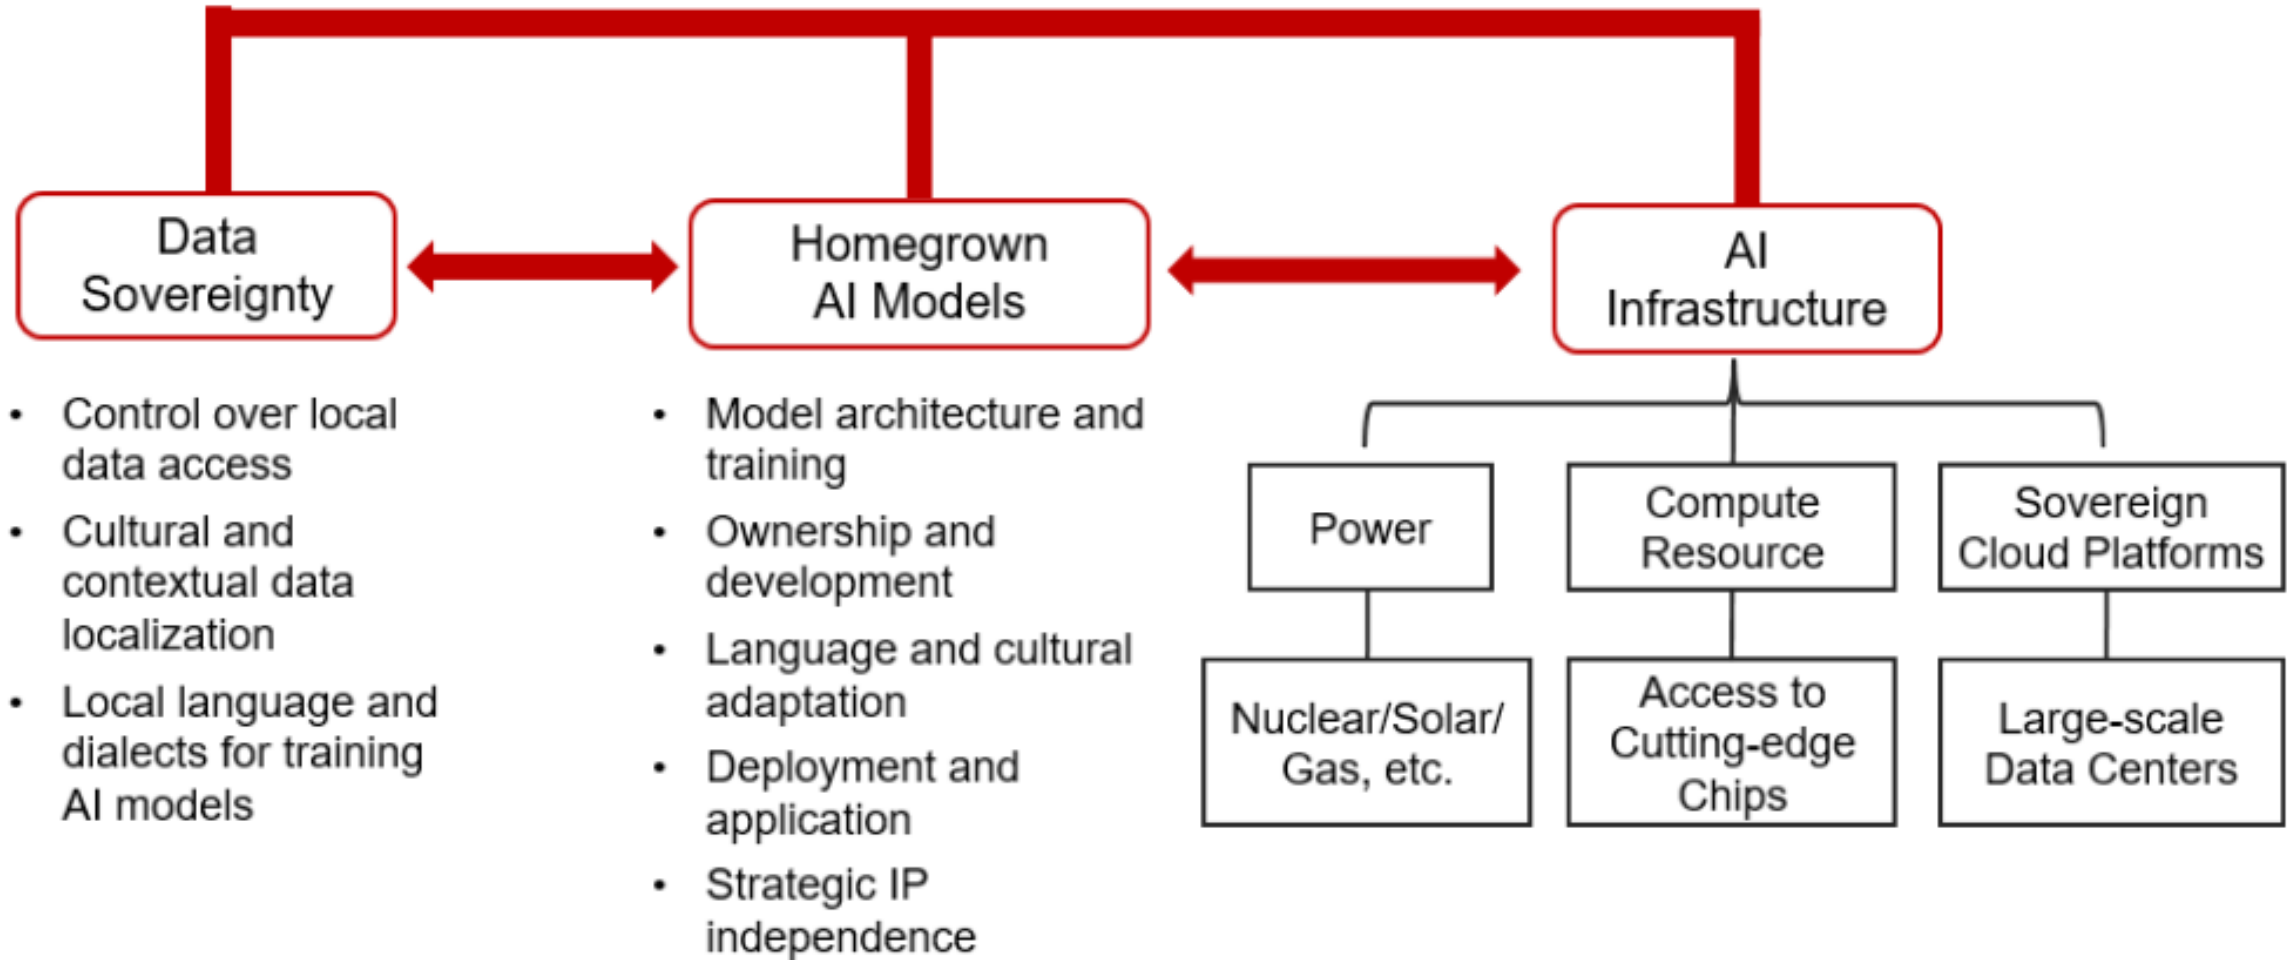 Data
Sovereignty
Homegrown
AI Models
AI
Infrastructure
• Control over local
data access
• Cultural and
contextual data
localization
• Local language and
dialects for training
AI models
• Model architecture and
training
• Ownership and
development
• Language and cultural
adaptation
• Deployment and
application
• Strategic IP
independence
Power
Compute
Resource
Sovereign
Cloud Platforms
Nuclear/Solar/
Gas, etc.
Access to
Cutting-edge
Chips
Large-scale
Data Centers